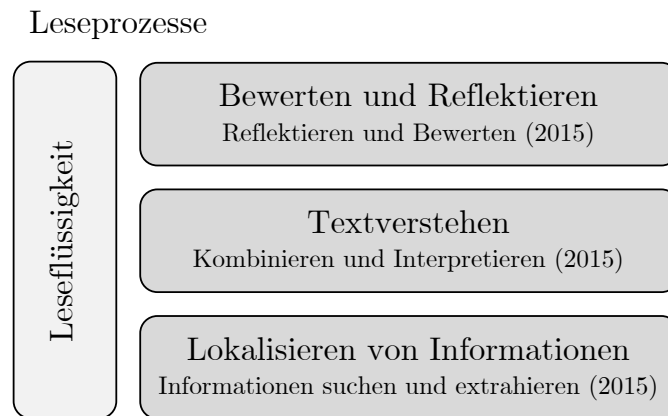 Leseprozesse
Leseflüssigkeit
Bewerten und Reflektieren
Reflektieren und Bewerten (2015)
Textverstehen
Kombinieren und Interpretieren (2015)
Lokalisieren von Informationen
Informationen suchen und extrahieren (2015)